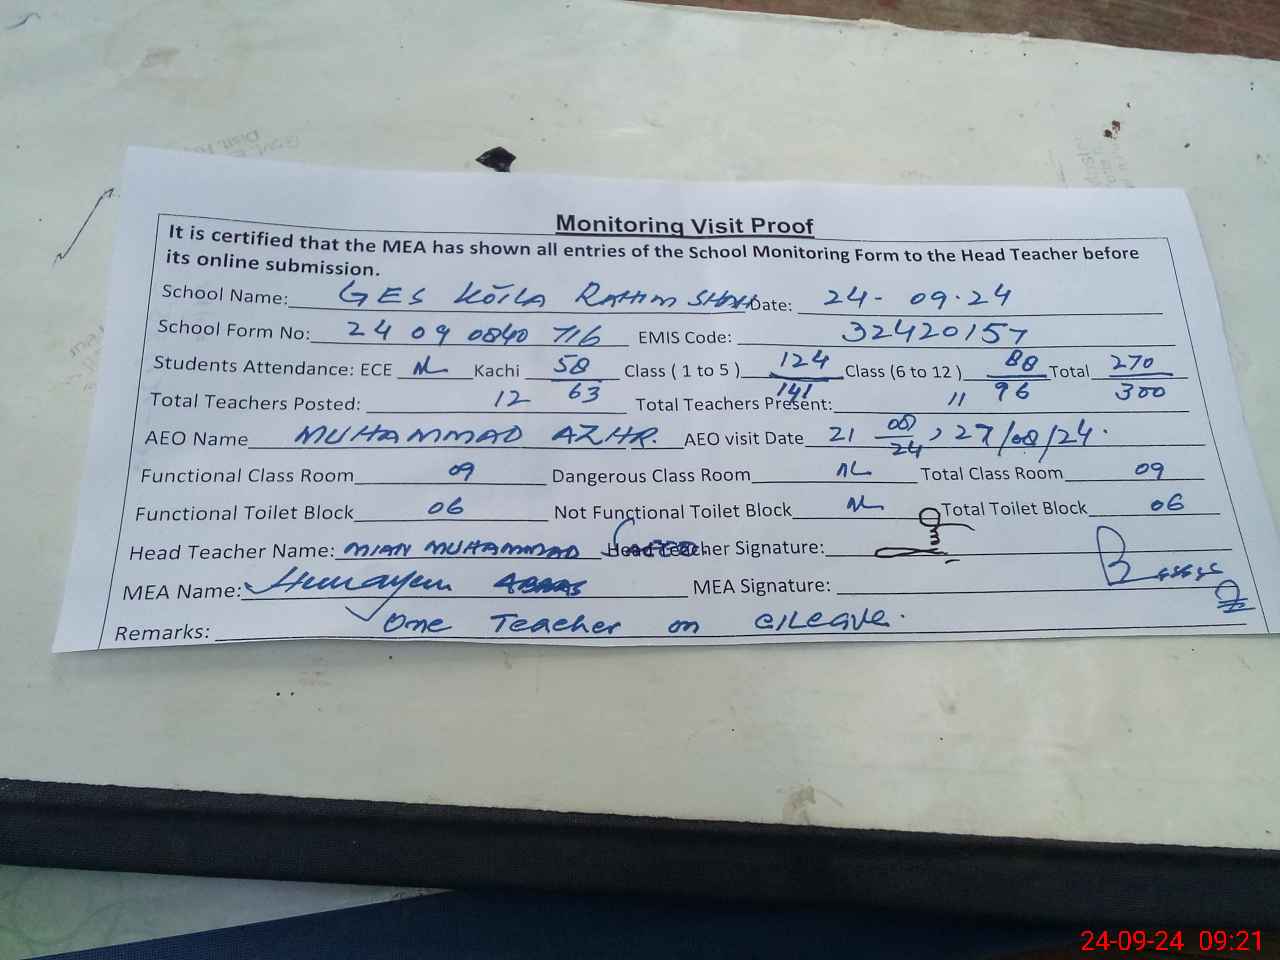 Monitoring Visit Proof
It is certified that the MEA has shown all entries of the School Monitoring Form to the Head Teacher before
its online submission.
School Name: GES KOILA RAHIM SHAH Date: 24-09-24
School Form No: 24 09 0840 716 EMIS Code: 32420157
Students Attendance: ECE NL Kachi 58/63 Class ( 1 to 5 ) 124/141 Class (6 to 12 ) 88/96 Total 270/300
Total Teachers Posted: 12 Total Teachers Present: 11
AEO Name MUHAMMAD AZHR. AEO visit Date 21/08/24, 27/08/24.
Functional Class Room 09 Dangerous Class Room NL Total Class Room 09
Functional Toilet Block 06 Not Functional Toilet Block NL Total Toilet Block 06
Head Teacher Name: MIAN MUHAMMAD Head Teacher Signature:
MEA Name: Humayun ABBAS MEA Signature:
Remarks: One Teacher on c/Leave.
24-09-24 09:21